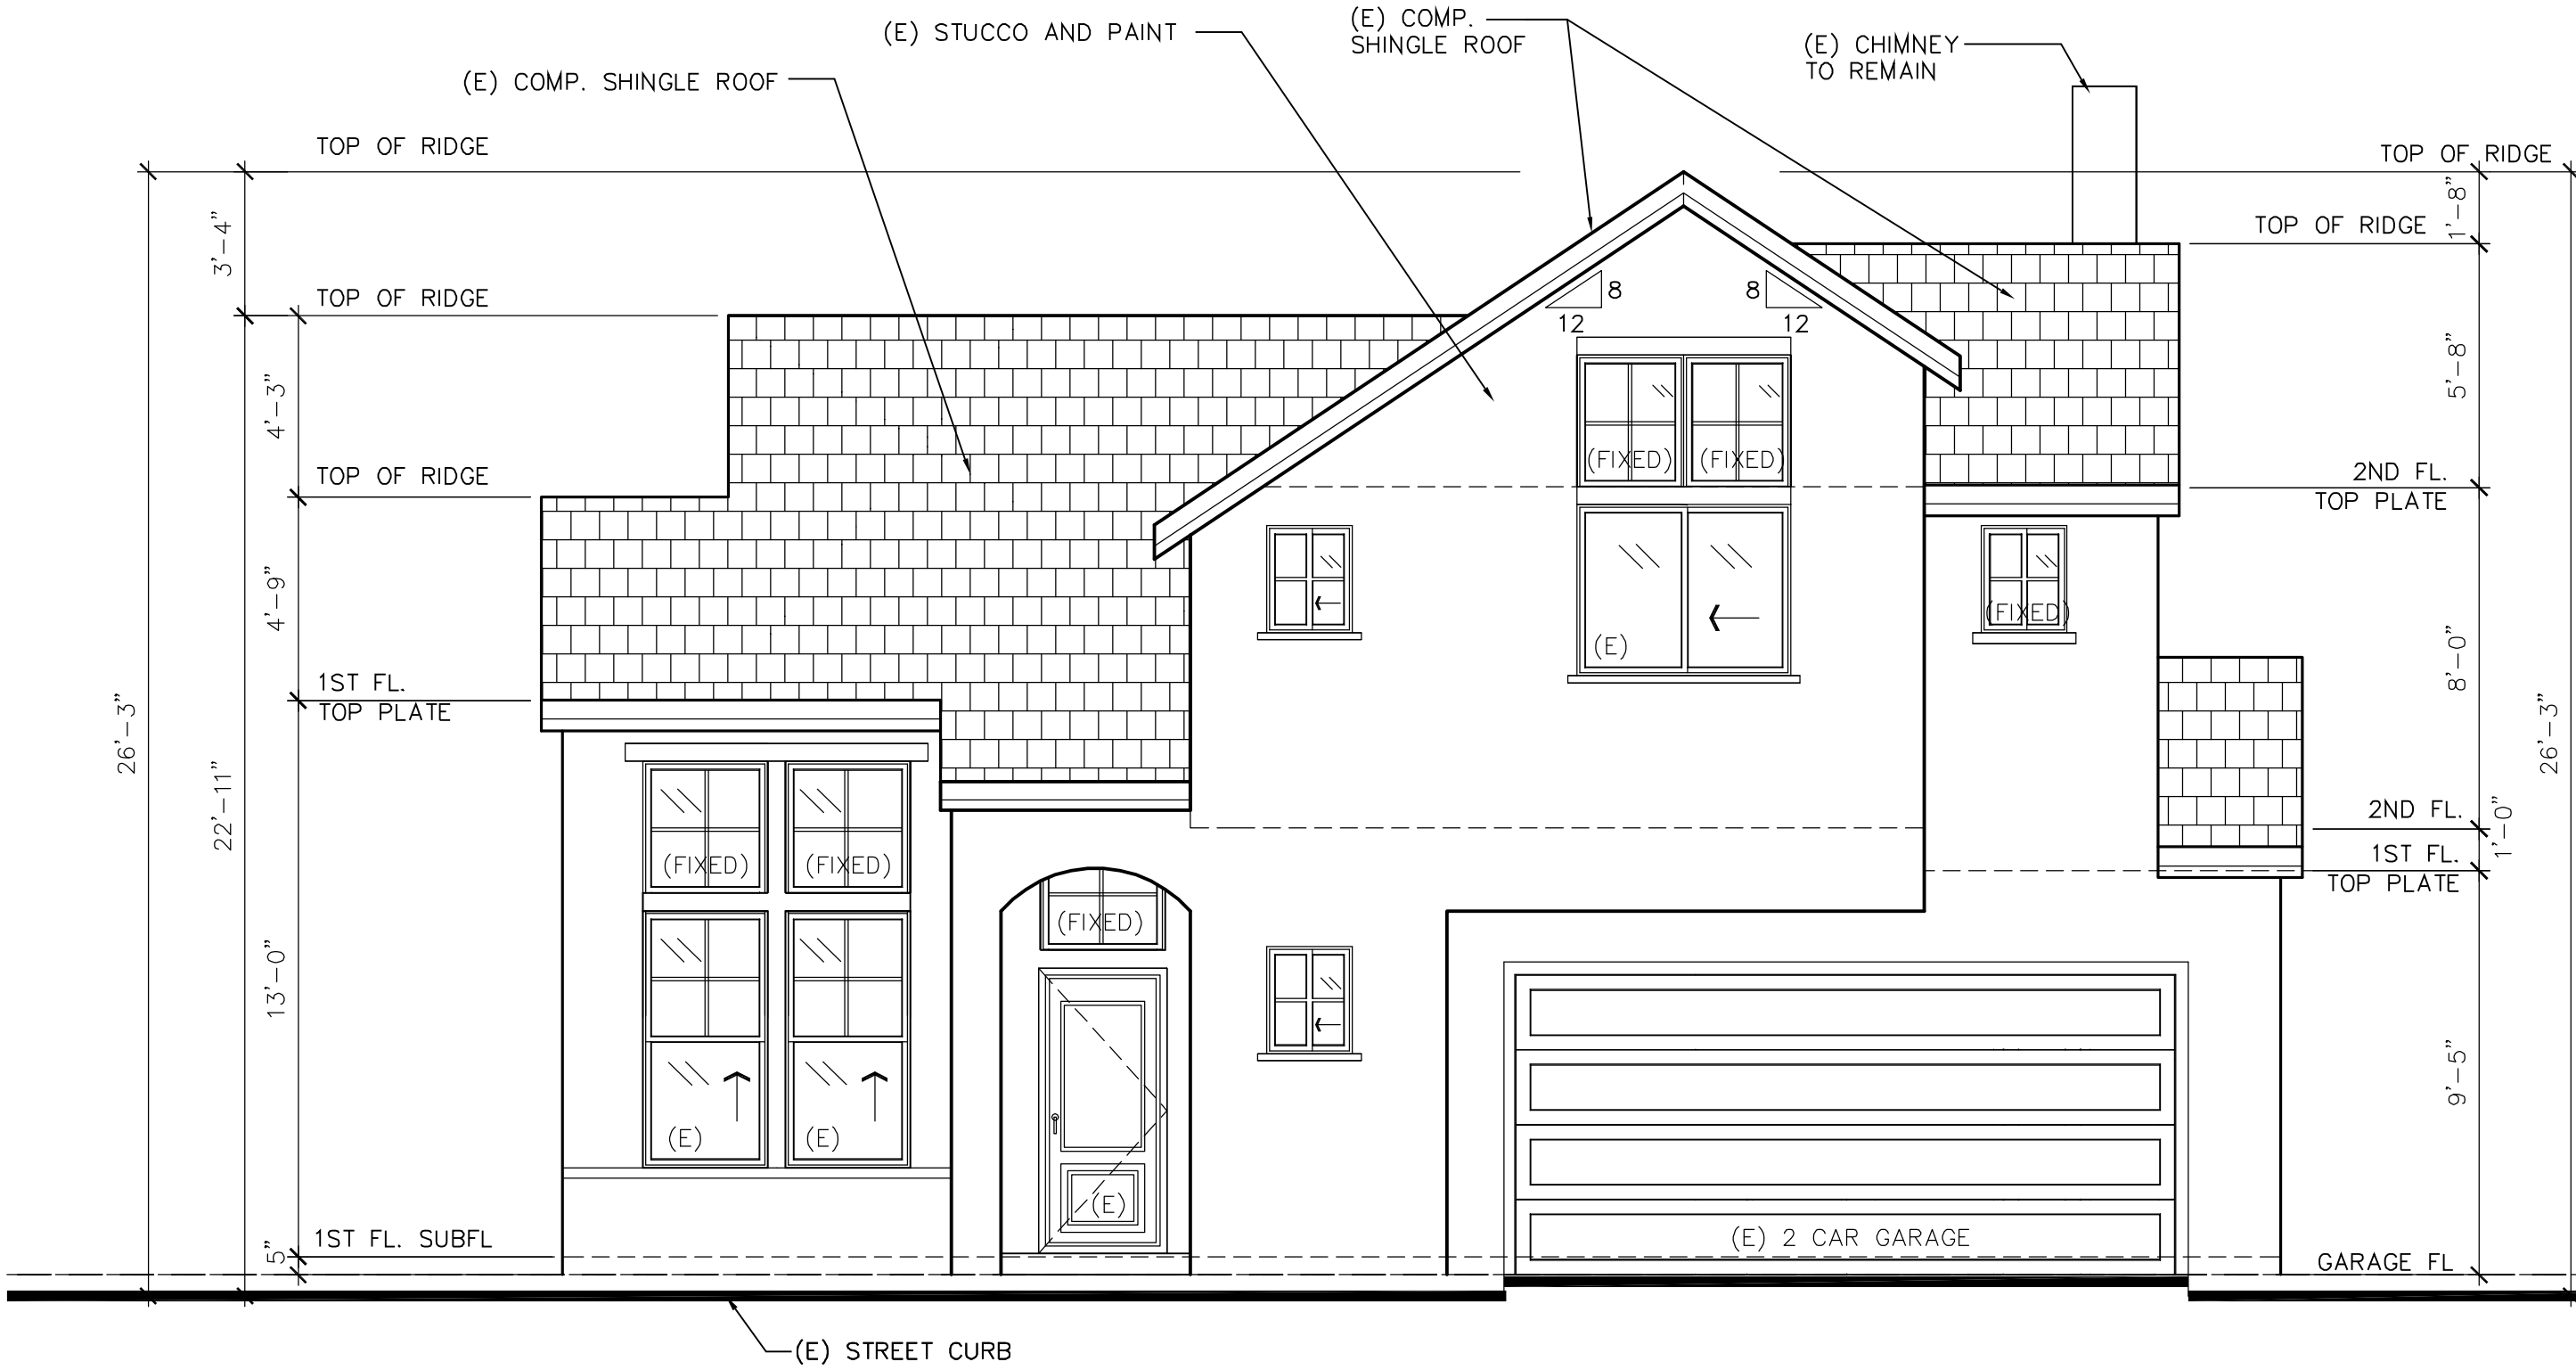 (E) STUCCO AND PAINT
(E) COMP.
SHINGLE ROOF
(E) CHIMNEY
TO REMAIN
(E) COMP. SHINGLE ROOF
TOP OF RIDGE
TOP OF RIDGE
1'-8"
3'-4"
TOP OF RIDGE
TOP OF RIDGE
8
12
8
12
4'-3"
5'-8"
TOP OF RIDGE
(FIXED)
(FIXED)
2ND FL.
TOP PLATE
4'-9"
(FIXED)
(E)
8'-0"
1ST FL.
TOP PLATE
26'-3"
26'-3"
22'-11"
2ND FL.
1'-0"
(FIXED)
(FIXED)
1ST FL.
TOP PLATE
(FIXED)
13'-0"
9'-5"
(E)
(E)
(E)
1ST FL. SUBFL
5"
(E) 2 CAR GARAGE
GARAGE FL
(E) STREET CURB